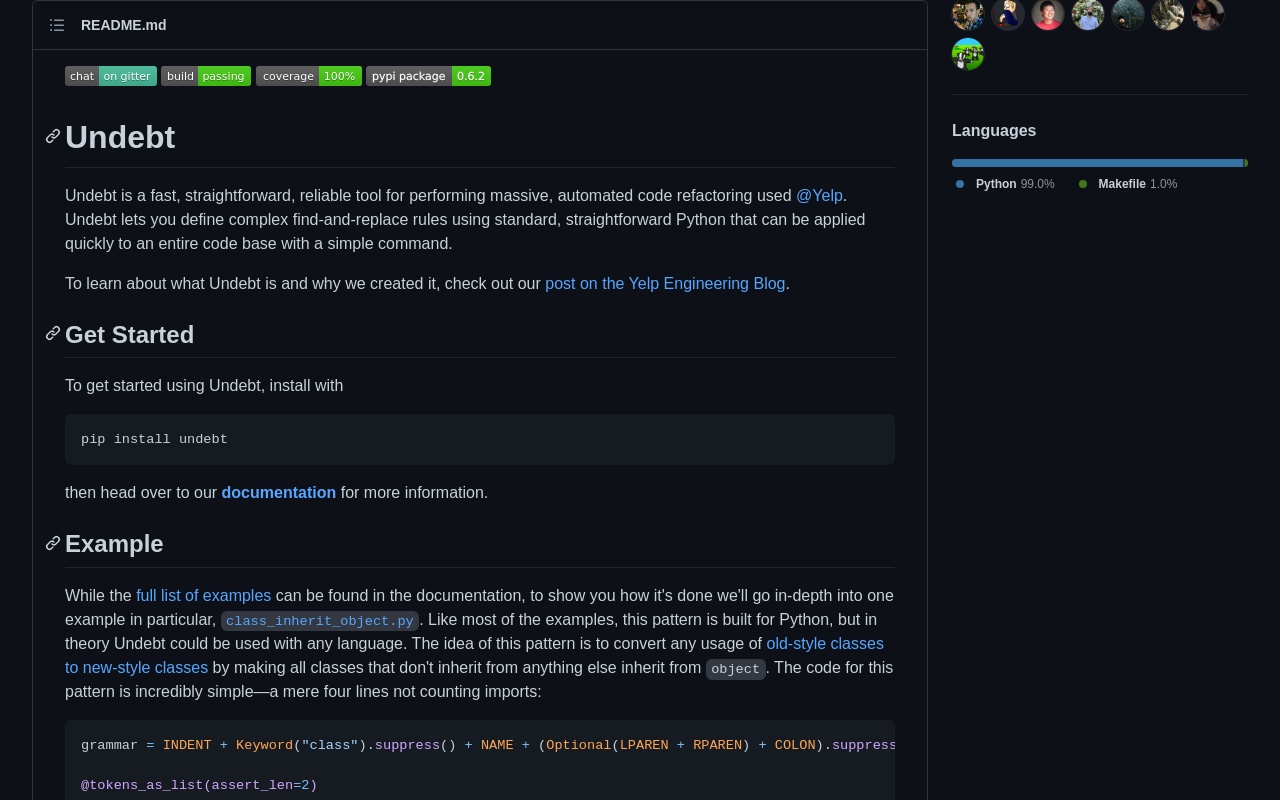 README.md
chat on gitter build passing coverage 100% pypi package 0.6.2
Undebt
Undebt is a fast, straightforward, reliable tool for performing massive, automated code refactoring used @Yelp.
Undebt lets you define complex find-and-replace rules using standard, straightforward Python that can be applied
quickly to an entire code base with a simple command.
To learn about what Undebt is and why we created it, check out our post on the Yelp Engineering Blog.
Get Started
To get started using Undebt, install with
pip install undebt
then head over to our documentation for more information.
Example
While the full list of examples can be found in the documentation, to show you how it's done we'll go in-depth into one
example in particular, class_inherit_object.py. Like most of the examples, this pattern is built for Python, but in
theory Undebt could be used with any language. The idea of this pattern is to convert any usage of old-style classes
to new-style classes by making all classes that don't inherit from anything else inherit from object. The code for this
pattern is incredibly simple—a mere four lines not counting imports:
grammar = INDENT + Keyword("class").suppress() + NAME + (Optional(LPAREN + RPAREN) + COLON).suppress
@tokens_as_list(assert_len=2)
Languages
Python 99.0% Makefile 1.0%